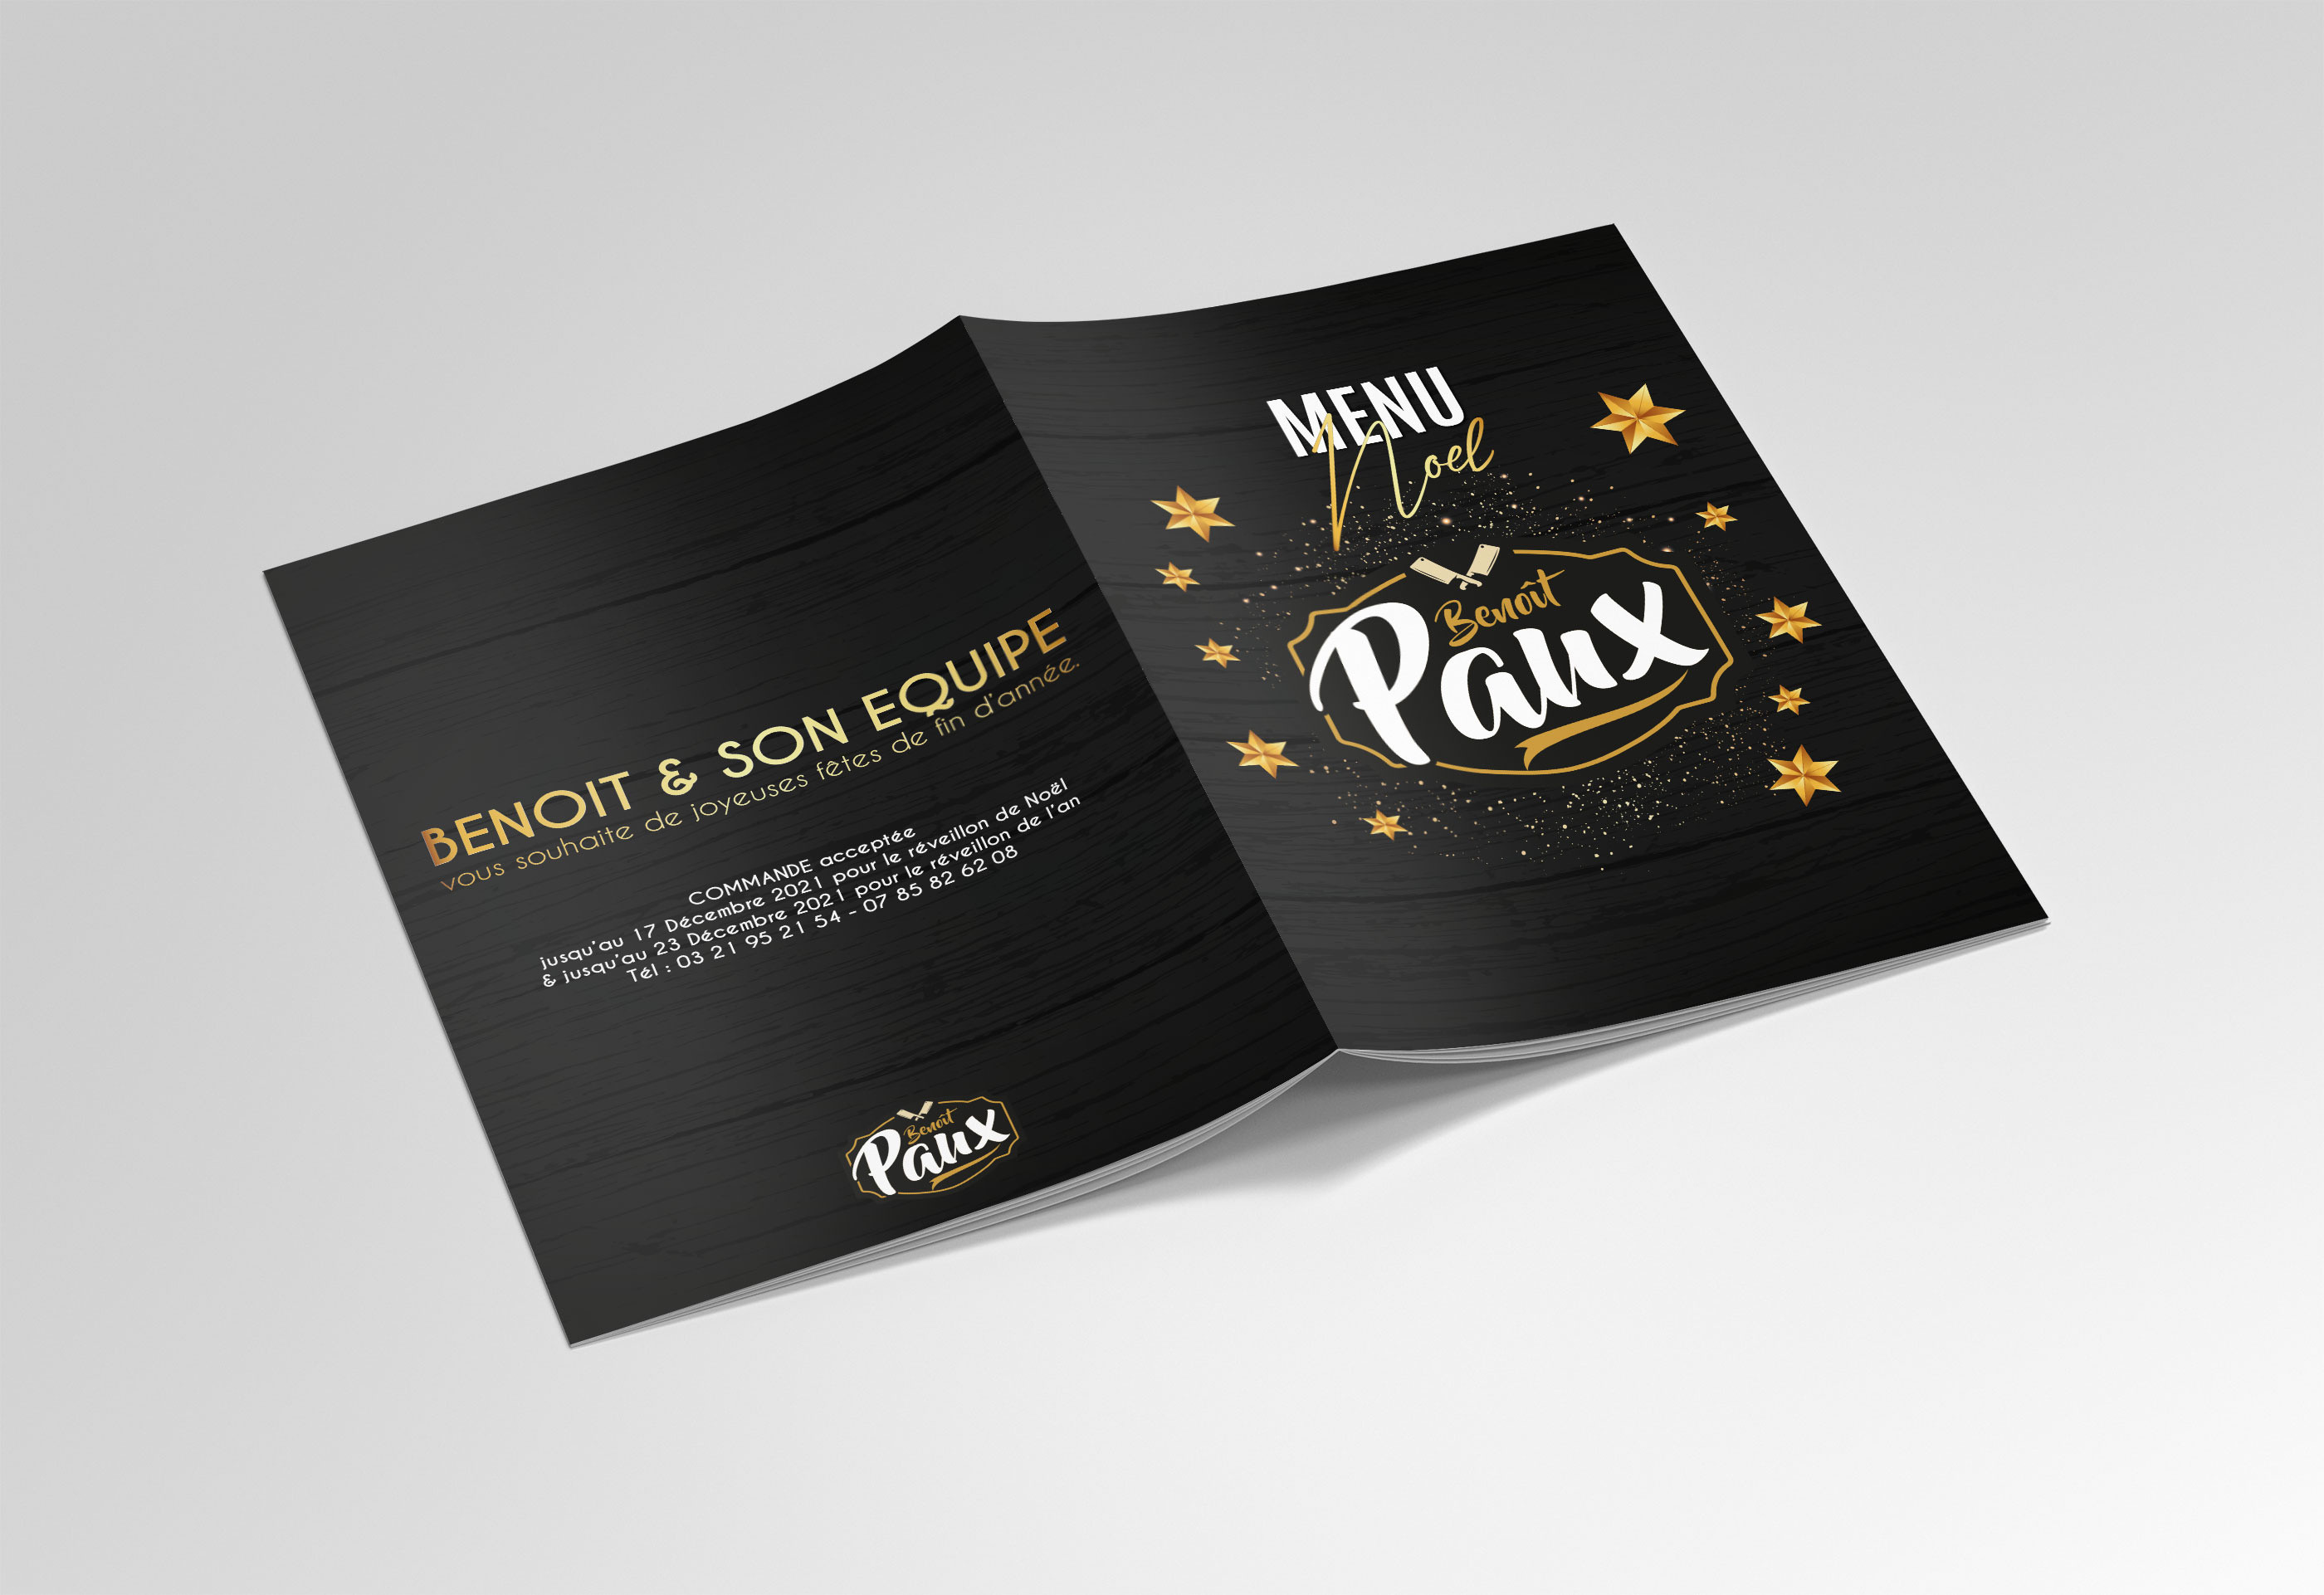 BENOIT & SON EQUIPE
vous souhaite de joyeuses fêtes de fin d'année.
COMMANDE acceptée
jusqu'au 17 Décembre 2021 pour le réveillon de Noël
& jusqu'au 23 Décembre 2021 pour le réveillon de l'an
Tél : 03 21 95 21 54 - 07 85 82 62 08
Benoît
Paux
MENU
Noel
Benoît
Paux